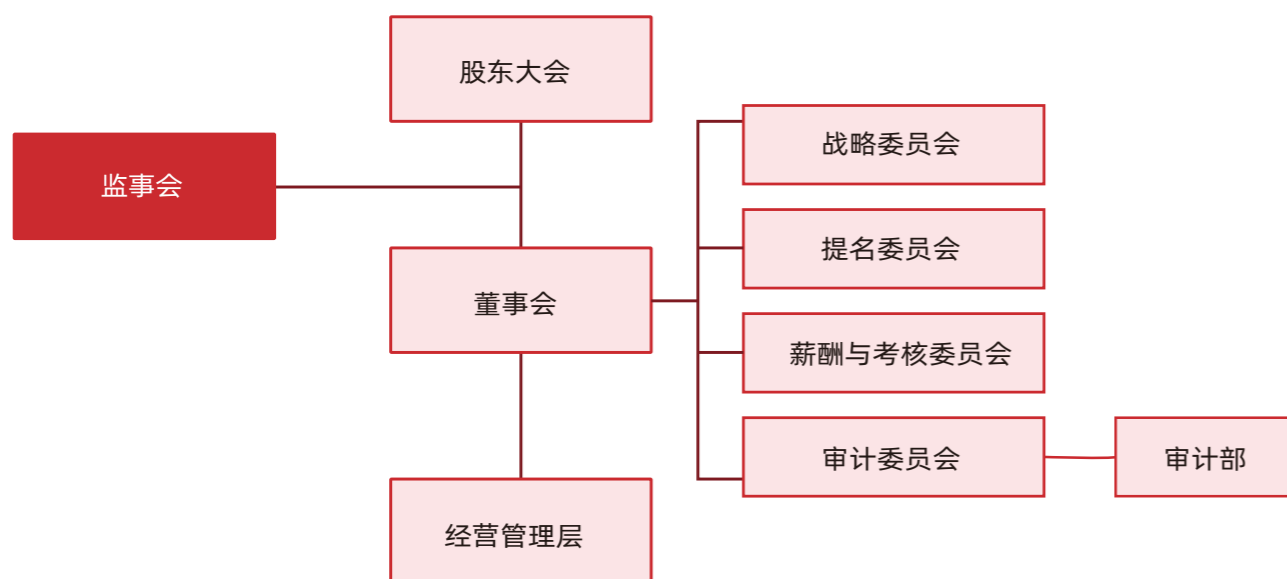 股东大会
监事会
战略委员会
提名委员会
董事会
薪酬与考核委员会
审计委员会
审计部
经营管理层